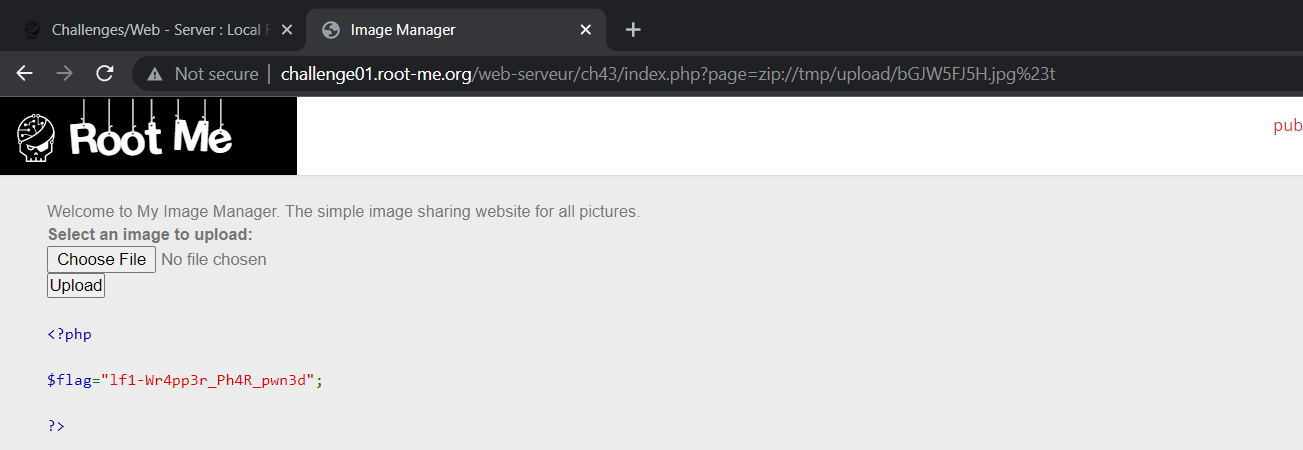 Challenges/Web - Server : Local F
Image Manager
Not secure | challenge01.root-me.org/web-serveur/ch43/index.php?page=zip://tmp/upload/bGJW5FJ5H.jpg%23t
Root Me
pub
Welcome to My Image Manager. The simple image sharing website for all pictures.
Select an image to upload:
Choose File No file chosen
Upload
<?php
$flag="lf1-Wr4pp3r_Ph4R_pwn3d";
?>